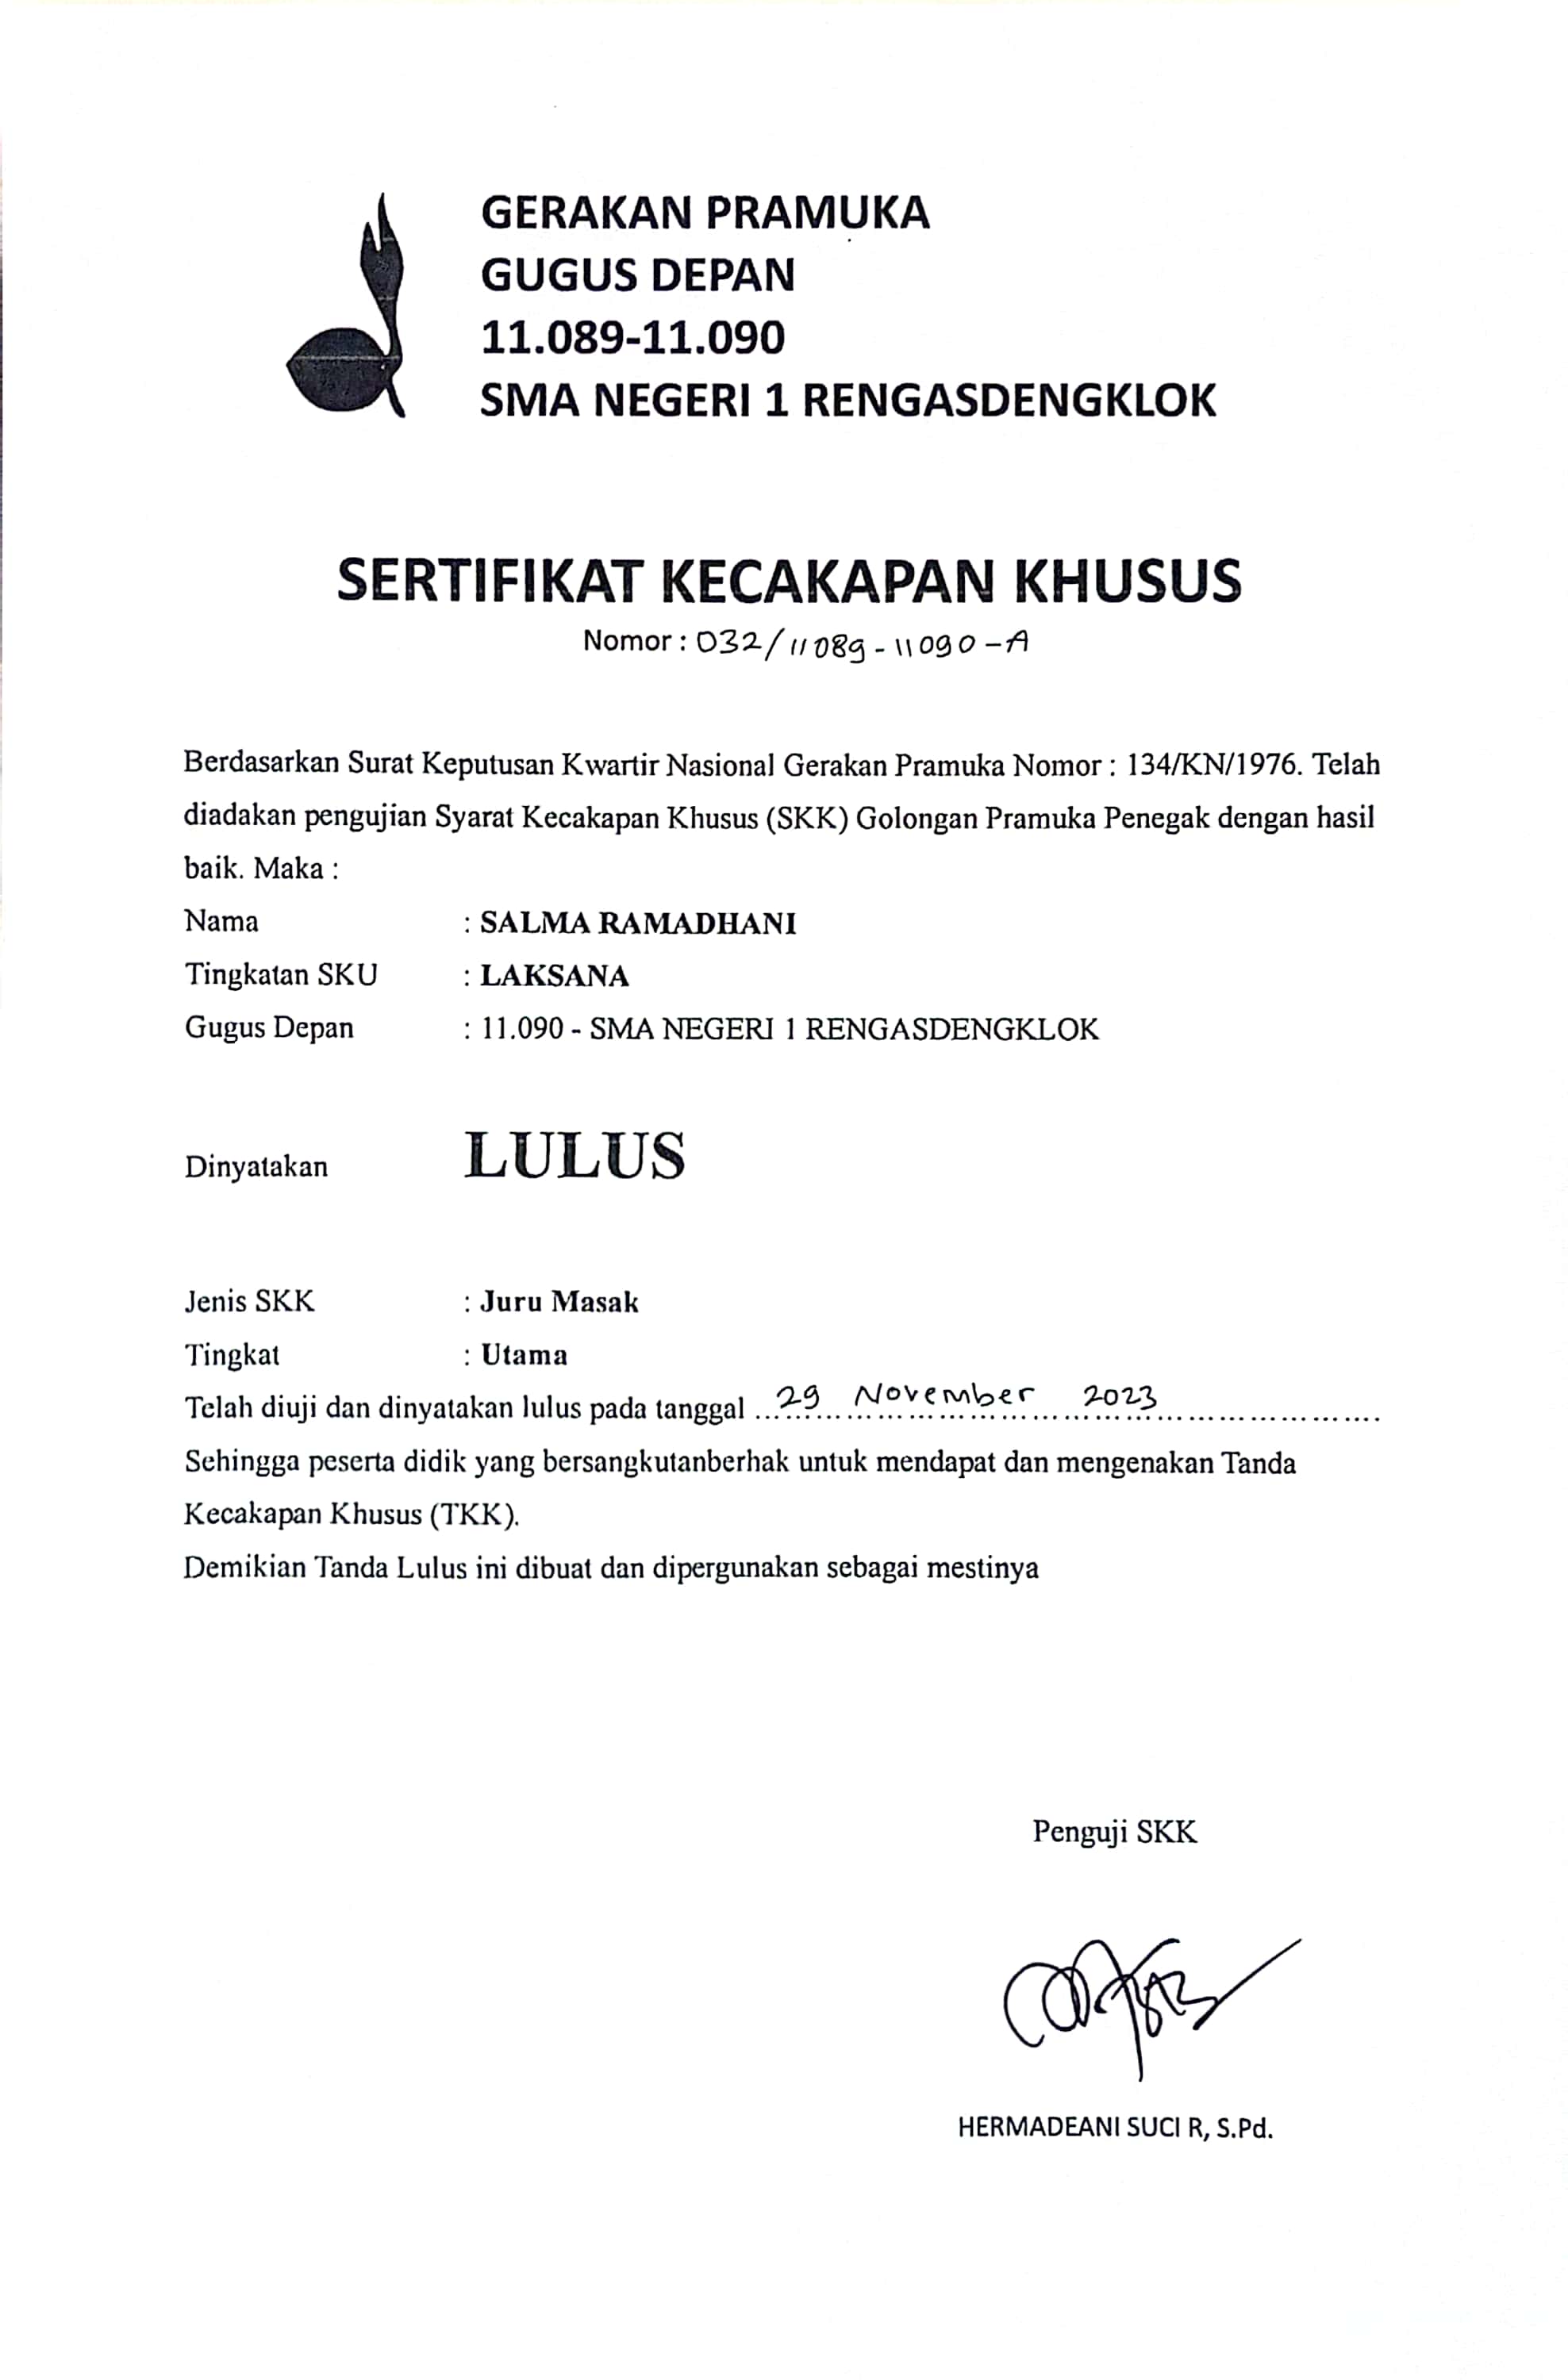 GERAKAN PRAMUKA
GUGUS DEPAN
11.089-11.090
SMA NEGERI 1 RENGASDENGKLOK
SERTIFIKAT KECAKAPAN KHUSUS
Nomor : 032/11089-11090-A
Berdasarkan Surat Keputusan Kwartir Nasional Gerakan Pramuka Nomor : 134/KN/1976. Telah
diadakan pengujian Syarat Kecakapan Khusus (SKK) Golongan Pramuka Penegak dengan hasil
baik. Maka :
Nama : SALMA RAMADHANI
Tingkatan SKU : LAKSANA
Gugus Depan : 11.090 - SMA NEGERI 1 RENGASDENGKLOK
Dinyatakan LULUS
Jenis SKK : Juru Masak
Tingkat : Utama
Telah diuji dan dinyatakan lulus pada tanggal 29 November 2023
Sehingga peserta didik yang bersangkutanberhak untuk mendapat dan mengenakan Tanda
Kecakapan Khusus (TKK).
Demikian Tanda Lulus ini dibuat dan dipergunakan sebagai mestinya
Penguji SKK
HERMADEANI SUCI R, S.Pd.